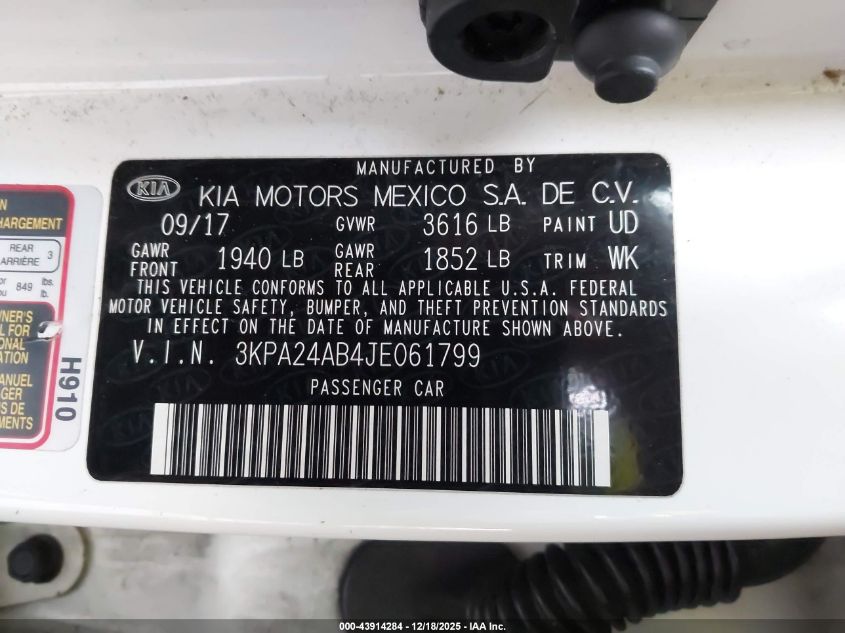 MANUFACTURED BY
KIA KIA MOTORS MEXICO S.A. DE C.V.
09/17 GVWR 3616 LB PAINT UD
GAWR FRONT 1940 LB GAWR REAR 1852 LB TRIM WK
THIS VEHICLE CONFORMS TO ALL APPLICABLE U.S.A. FEDERAL
MOTOR VEHICLE SAFETY, BUMPER, AND THEFT PREVENTION STANDARDS
IN EFFECT ON THE DATE OF MANUFACTURE SHOWN ABOVE.
V.I.N. 3KPA24AB4JE061799
PASSENGER CAR
REAR 3
ARRIÈRE
849 lbs.
lb.
H910
000-43914284 - 12/18/2025 - IAA Inc.